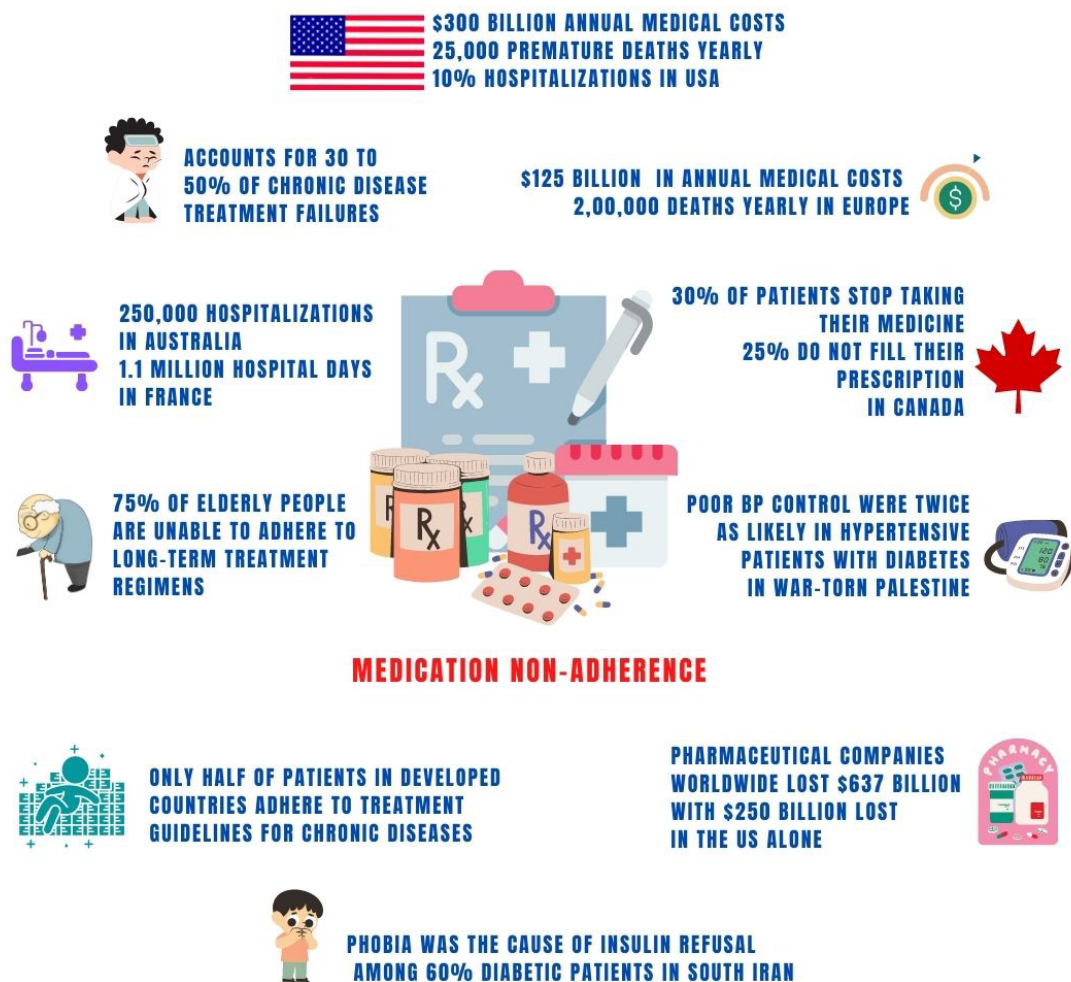 $300 BILLION ANNUAL MEDICAL COSTS
25,000 PREMATURE DEATHS YEARLY
10% HOSPITALIZATIONS IN USA
ACCOUNTS FOR 30 TO
50% OF CHRONIC DISEASE
TREATMENT FAILURES
$125 BILLION IN ANNUAL MEDICAL COSTS
2,00,000 DEATHS YEARLY IN EUROPE
$
250,000 HOSPITALIZATIONS
IN AUSTRALIA
1.1 MILLION HOSPITAL DAYS
IN FRANCE
Rx
30% OF PATIENTS STOP TAKING
THEIR MEDICINE
25% DO NOT FILL THEIR
PRESCRIPTION
IN CANADA
75% OF ELDERLY PEOPLE
ARE UNABLE TO ADHERE TO
LONG-TERM TREATMENT
REGIMENS
Rx
Rx
POOR BP CONTROL WERE TWICE
AS LIKELY IN HYPERTENSIVE
PATIENTS WITH DIABETES
IN WAR-TORN PALESTINE
120
80
MEDICATION NON-ADHERENCE
ONLY HALF OF PATIENTS IN DEVELOPED
COUNTRIES ADHERE TO TREATMENT
GUIDELINES FOR CHRONIC DISEASES
PHARMACEUTICAL COMPANIES
WORLDWIDE LOST $637 BILLION
WITH $250 BILLION LOST
IN THE US ALONE
PHARMACY
PHOBIA WAS THE CAUSE OF INSULIN REFUSAL
AMONG 60% DIABETIC PATIENTS IN SOUTH IRAN